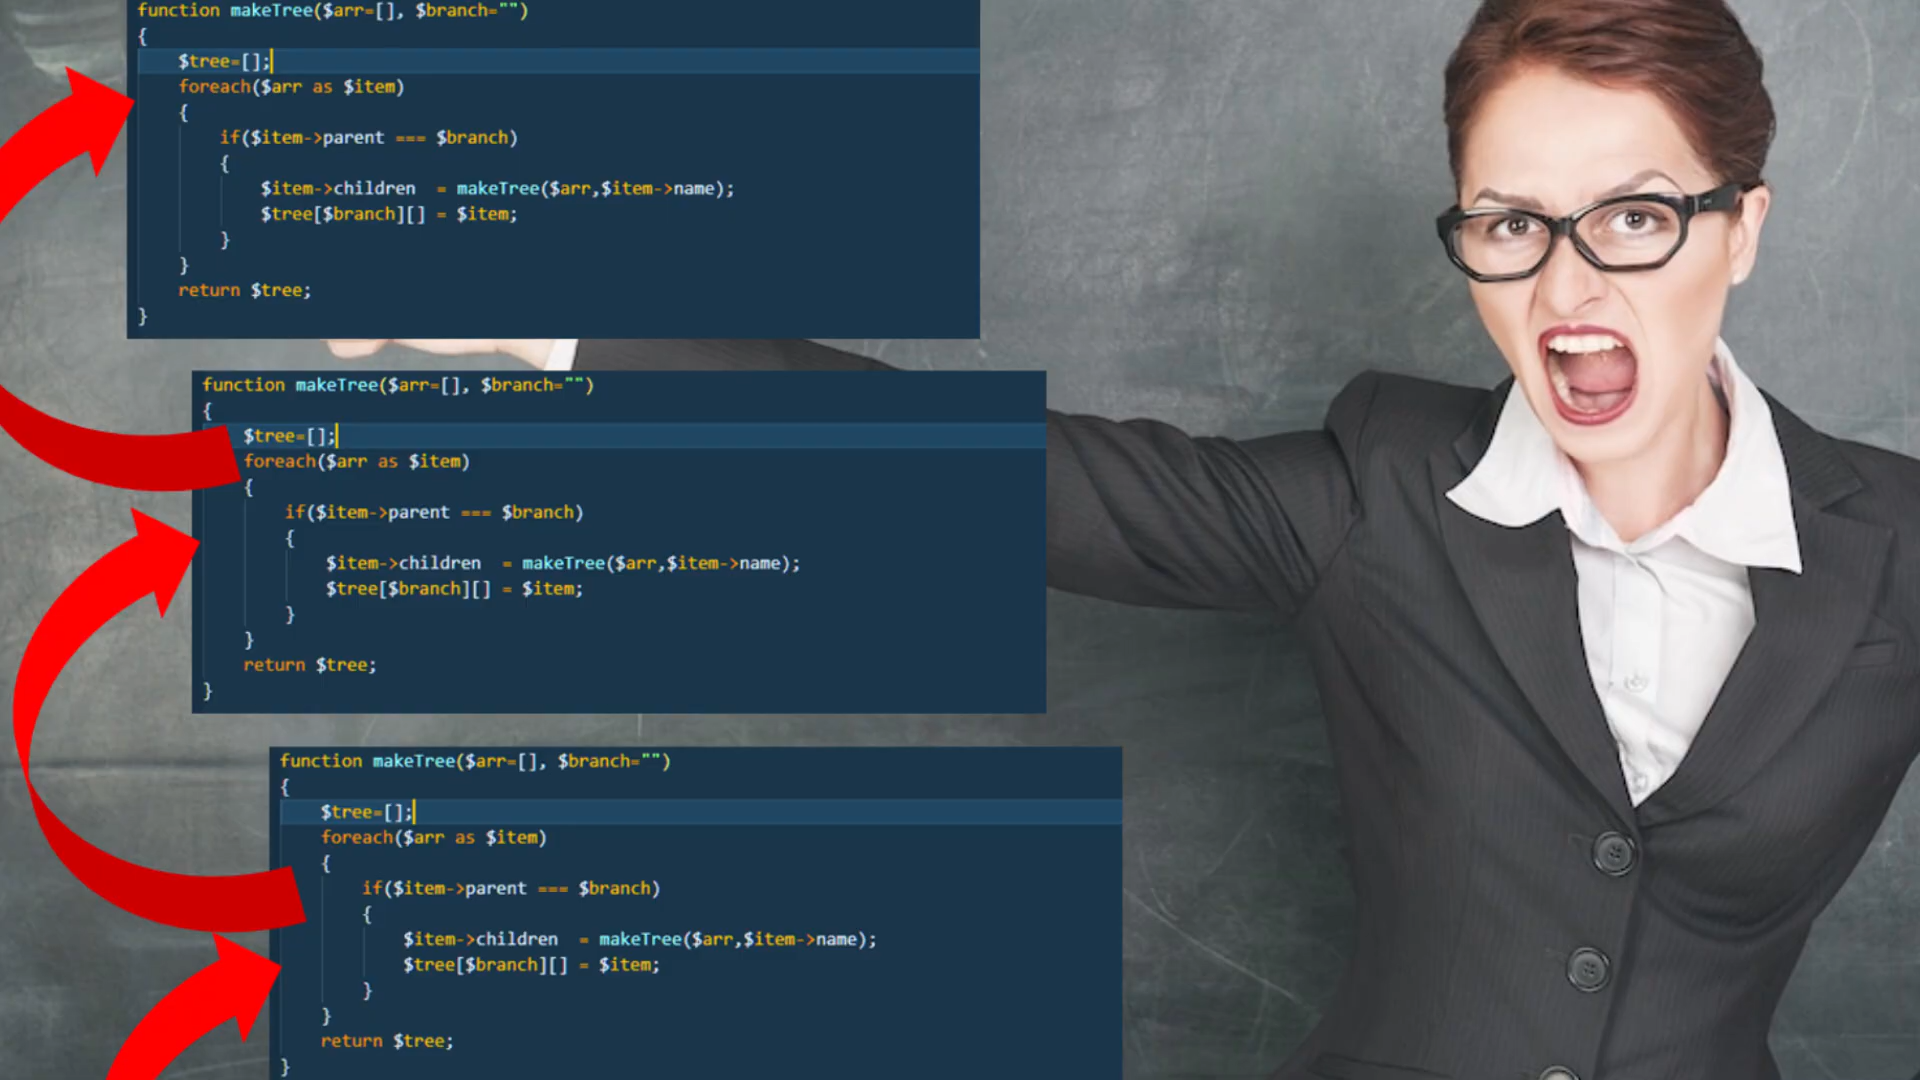 function makeTree($arr=[], $branch="")
{
$tree=[];
foreach($arr as $item)
{
if($item->parent === $branch)
{
$item->children = makeTree($arr,$item->name);
$tree[$branch][] = $item;
}
}
return $tree;
}
function makeTree($arr=[], $branch="")
{
$tree=[];
foreach($arr as $item)
{
if($item->parent === $branch)
{
$item->children = makeTree($arr,$item->name);
$tree[$branch][] = $item;
}
}
return $tree;
}
function makeTree($arr=[], $branch="")
{
$tree=[];
foreach($arr as $item)
{
if($item->parent === $branch)
{
$item->children = makeTree($arr,$item->name);
$tree[$branch][] = $item;
}
}
return $tree;
}